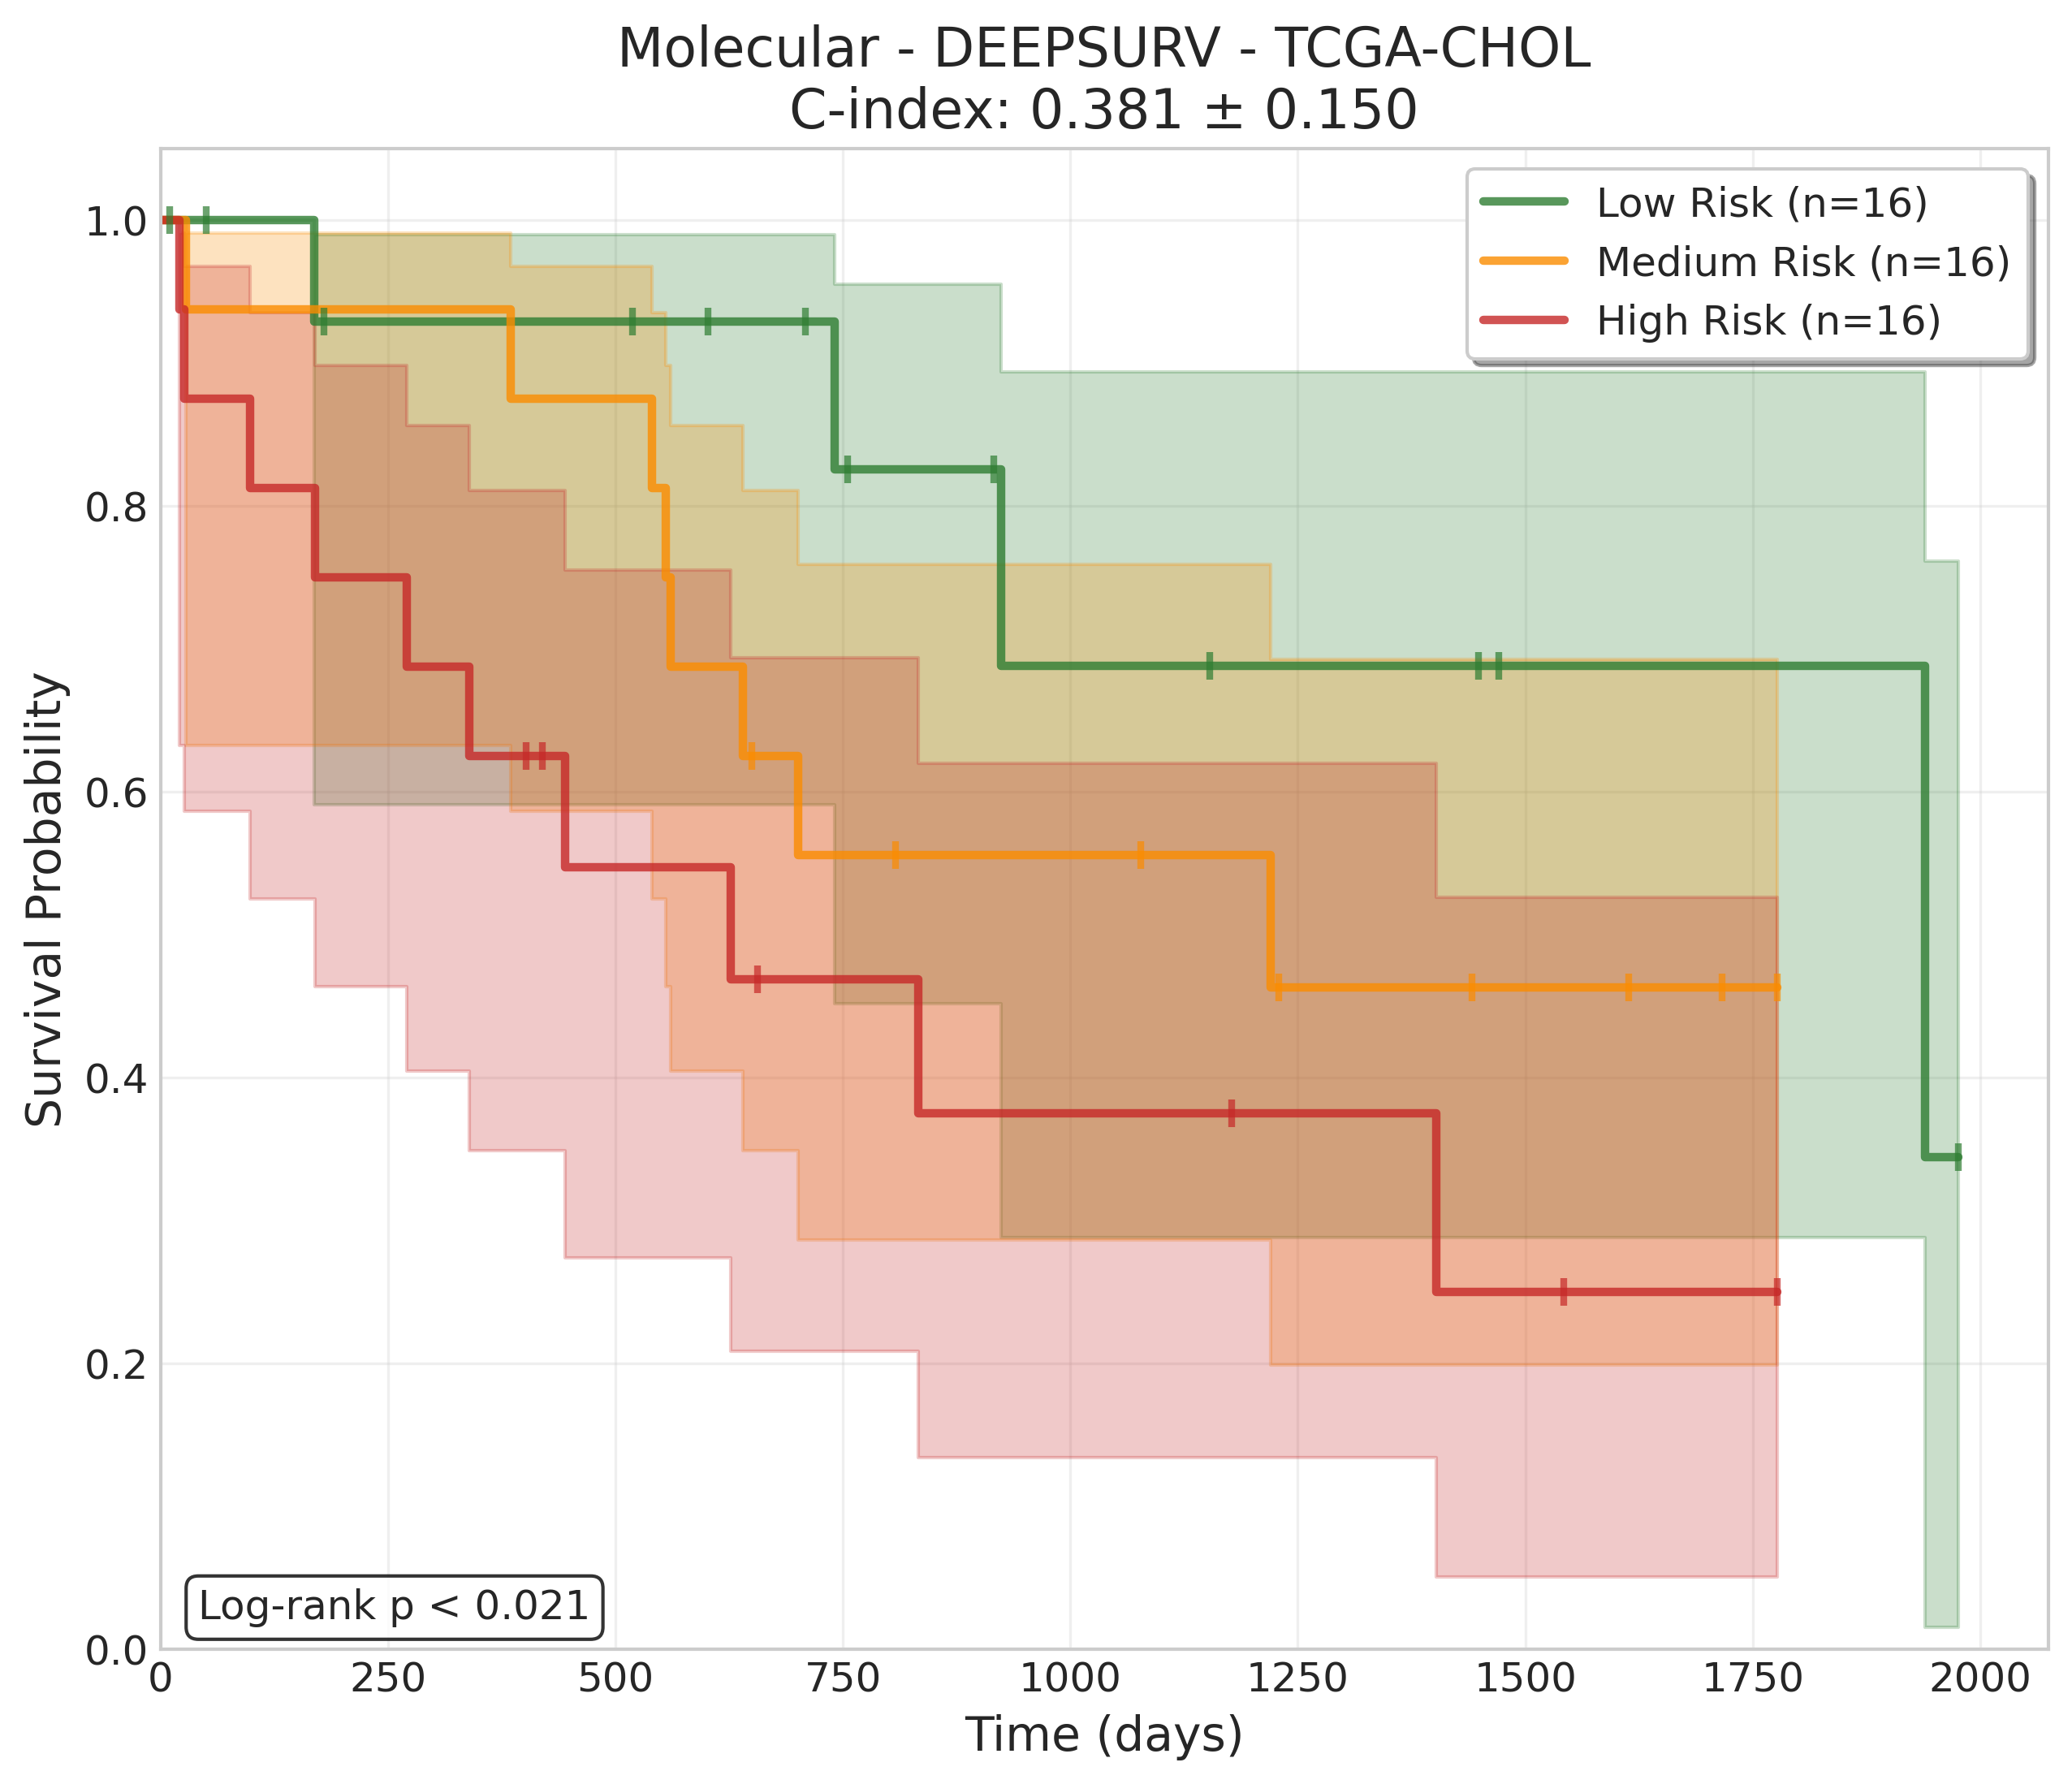 Molecular - DEEPSURV - TCGA-CHOL
C-index: 0.381 ± 0.150
Low Risk (n=16)
Medium Risk (n=16)
High Risk (n=16)
Survival Probability
1.0
0.8
0.6
0.4
0.2
0.0
Log-rank p < 0.021
0 250 500 750 1000 1250 1500 1750 2000
Time (days)